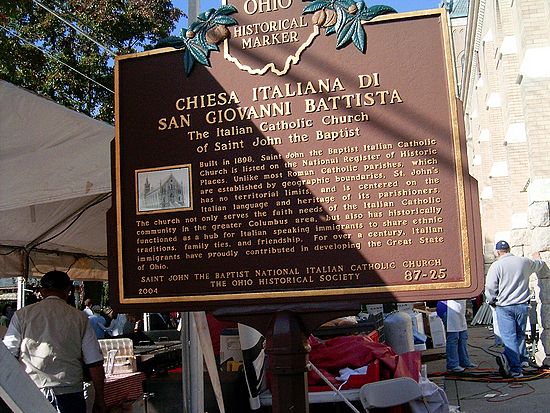 OHIO
HISTORICAL
MARKER
CHIESA ITALIANA DI
SAN GIOVANNI BATTISTA
The Italian Catholic Church
of Saint John the Baptist
Built in 1898, Saint John the Baptist Italian Catholic
Church is listed on the National Register of Historic
Places. Unlike most Roman Catholic parishes, which
are established by geographic boundaries, St. John's
has no territorial limits, and is centered on the
Italian language and heritage of its parishioners.
The church not only serves the faith needs of the Italian Catholic
community in the greater Columbus area, but also has historically
functioned as a hub for Italian speaking immigrants to share ethnic
traditions, family ties, and friendship. For over a century, Italian
immigrants have proudly contributed in developing the Great State
of Ohio.
SAINT JOHN THE BAPTIST NATIONAL ITALIAN CATHOLIC CHURCH
THE OHIO HISTORICAL SOCIETY
2004
87-25